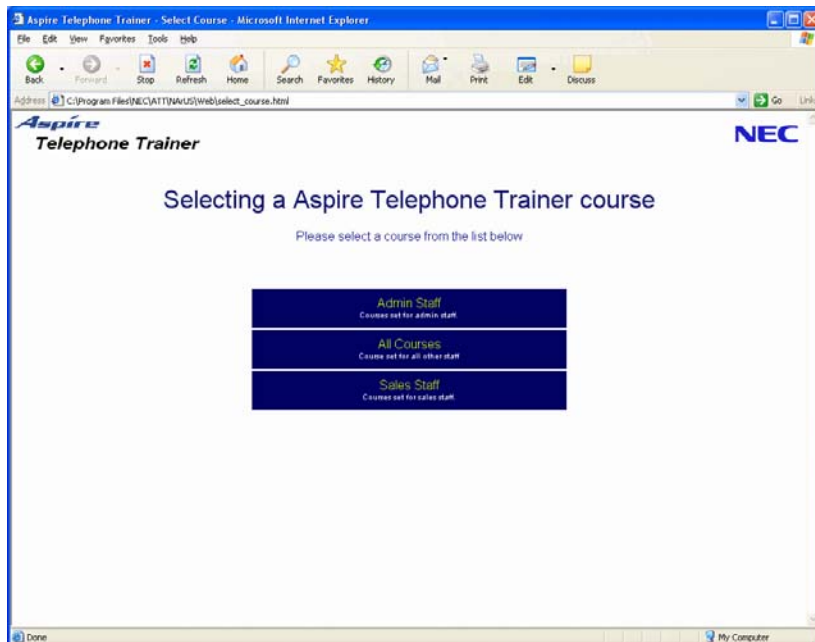 Aspire Telephone Trainer - Select Course - Microsoft Internet Explorer
File Edit View Favorites Tools Help
Back Forward Stop Refresh Home Search Favorites History Mail Print Edit Discuss
Address C:\Program Files\NEC\ATT\NArUS\Web\select_course.html Go Links
Aspire
Telephone Trainer
NEC
Selecting a Aspire Telephone Trainer course
Please select a course from the list below
Admin Staff
Courses set for admin staff.
All Courses
Course set for all other staff
Sales Staff
Courses set for sales staff.
Done My Computer